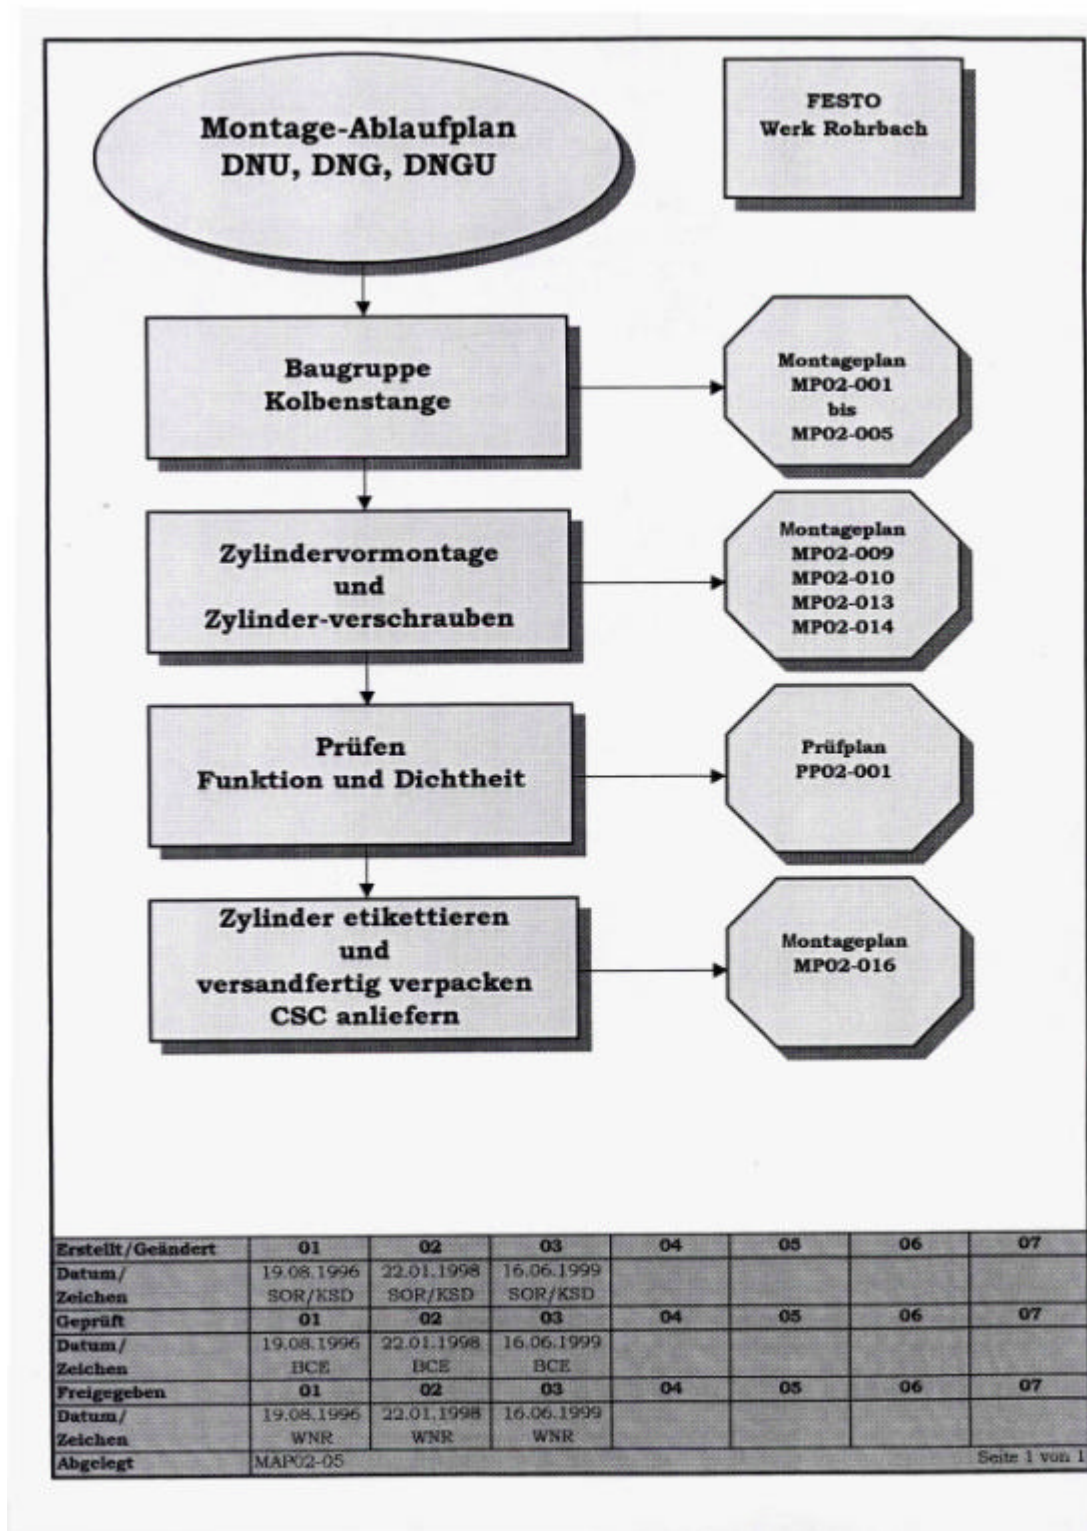 Montage-Ablaufplan
DNU, DNG, DNGU
FESTO
Werk Rohrbach
Baugruppe
Kolbenstange
Montageplan
MP02-001
bis
MP02-005
Zylindervormontage
und
Zylinder-verschrauben
Montageplan
MP02-009
MP02-010
MP02-013
MP02-014
Prüfen
Funktion und Dichtheit
Prüfplan
PP02-001
Zylinder etikettieren
und
versandfertig verpacken
CSC anliefern
Montageplan
MP02-016
Erstellt/Geändert 01 02 03 04 05 06 07
Datum/ 19.08.1996 22.01.1998 16.06.1999
Zeichen SOR/KSD SOR/KSD SOR/KSD
Geprüft 01 02 03 04 05 06 07
Datum/ 19.08.1996 22.01.1998 16.06.1999
Zeichen BCE BCE BCE
Freigegeben 01 02 03 04 05 06 07
Datum/ 19.08.1996 22.01.1998 16.06.1999
Zeichen WNR WNR WNR
Abgelegt MAP02-05 Seite 1 von 1